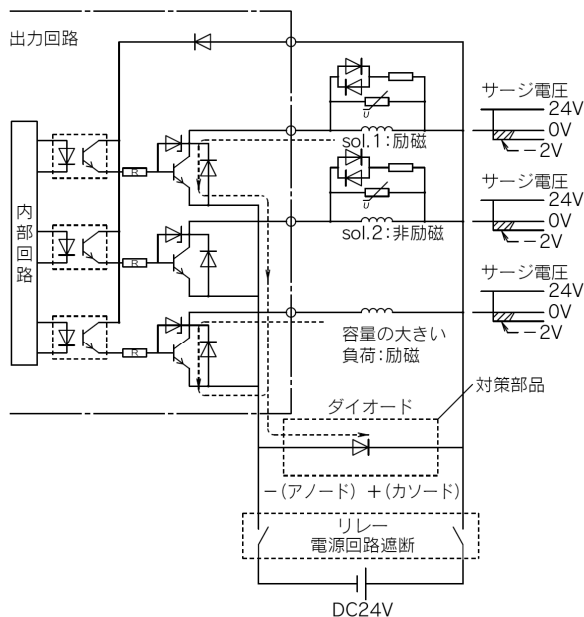 出力回路
サージ電圧
24V
0V
-2V
sol.1:励磁
υ
R
内部回路
サージ電圧
24V
0V
-2V
sol.2:非励磁
υ
R
サージ電圧
24V
0V
-2V
容量の大きい
負荷:励磁
R
対策部品
ダイオード
-(アノード) +(カソード)
リレー
電源回路遮断
DC24V